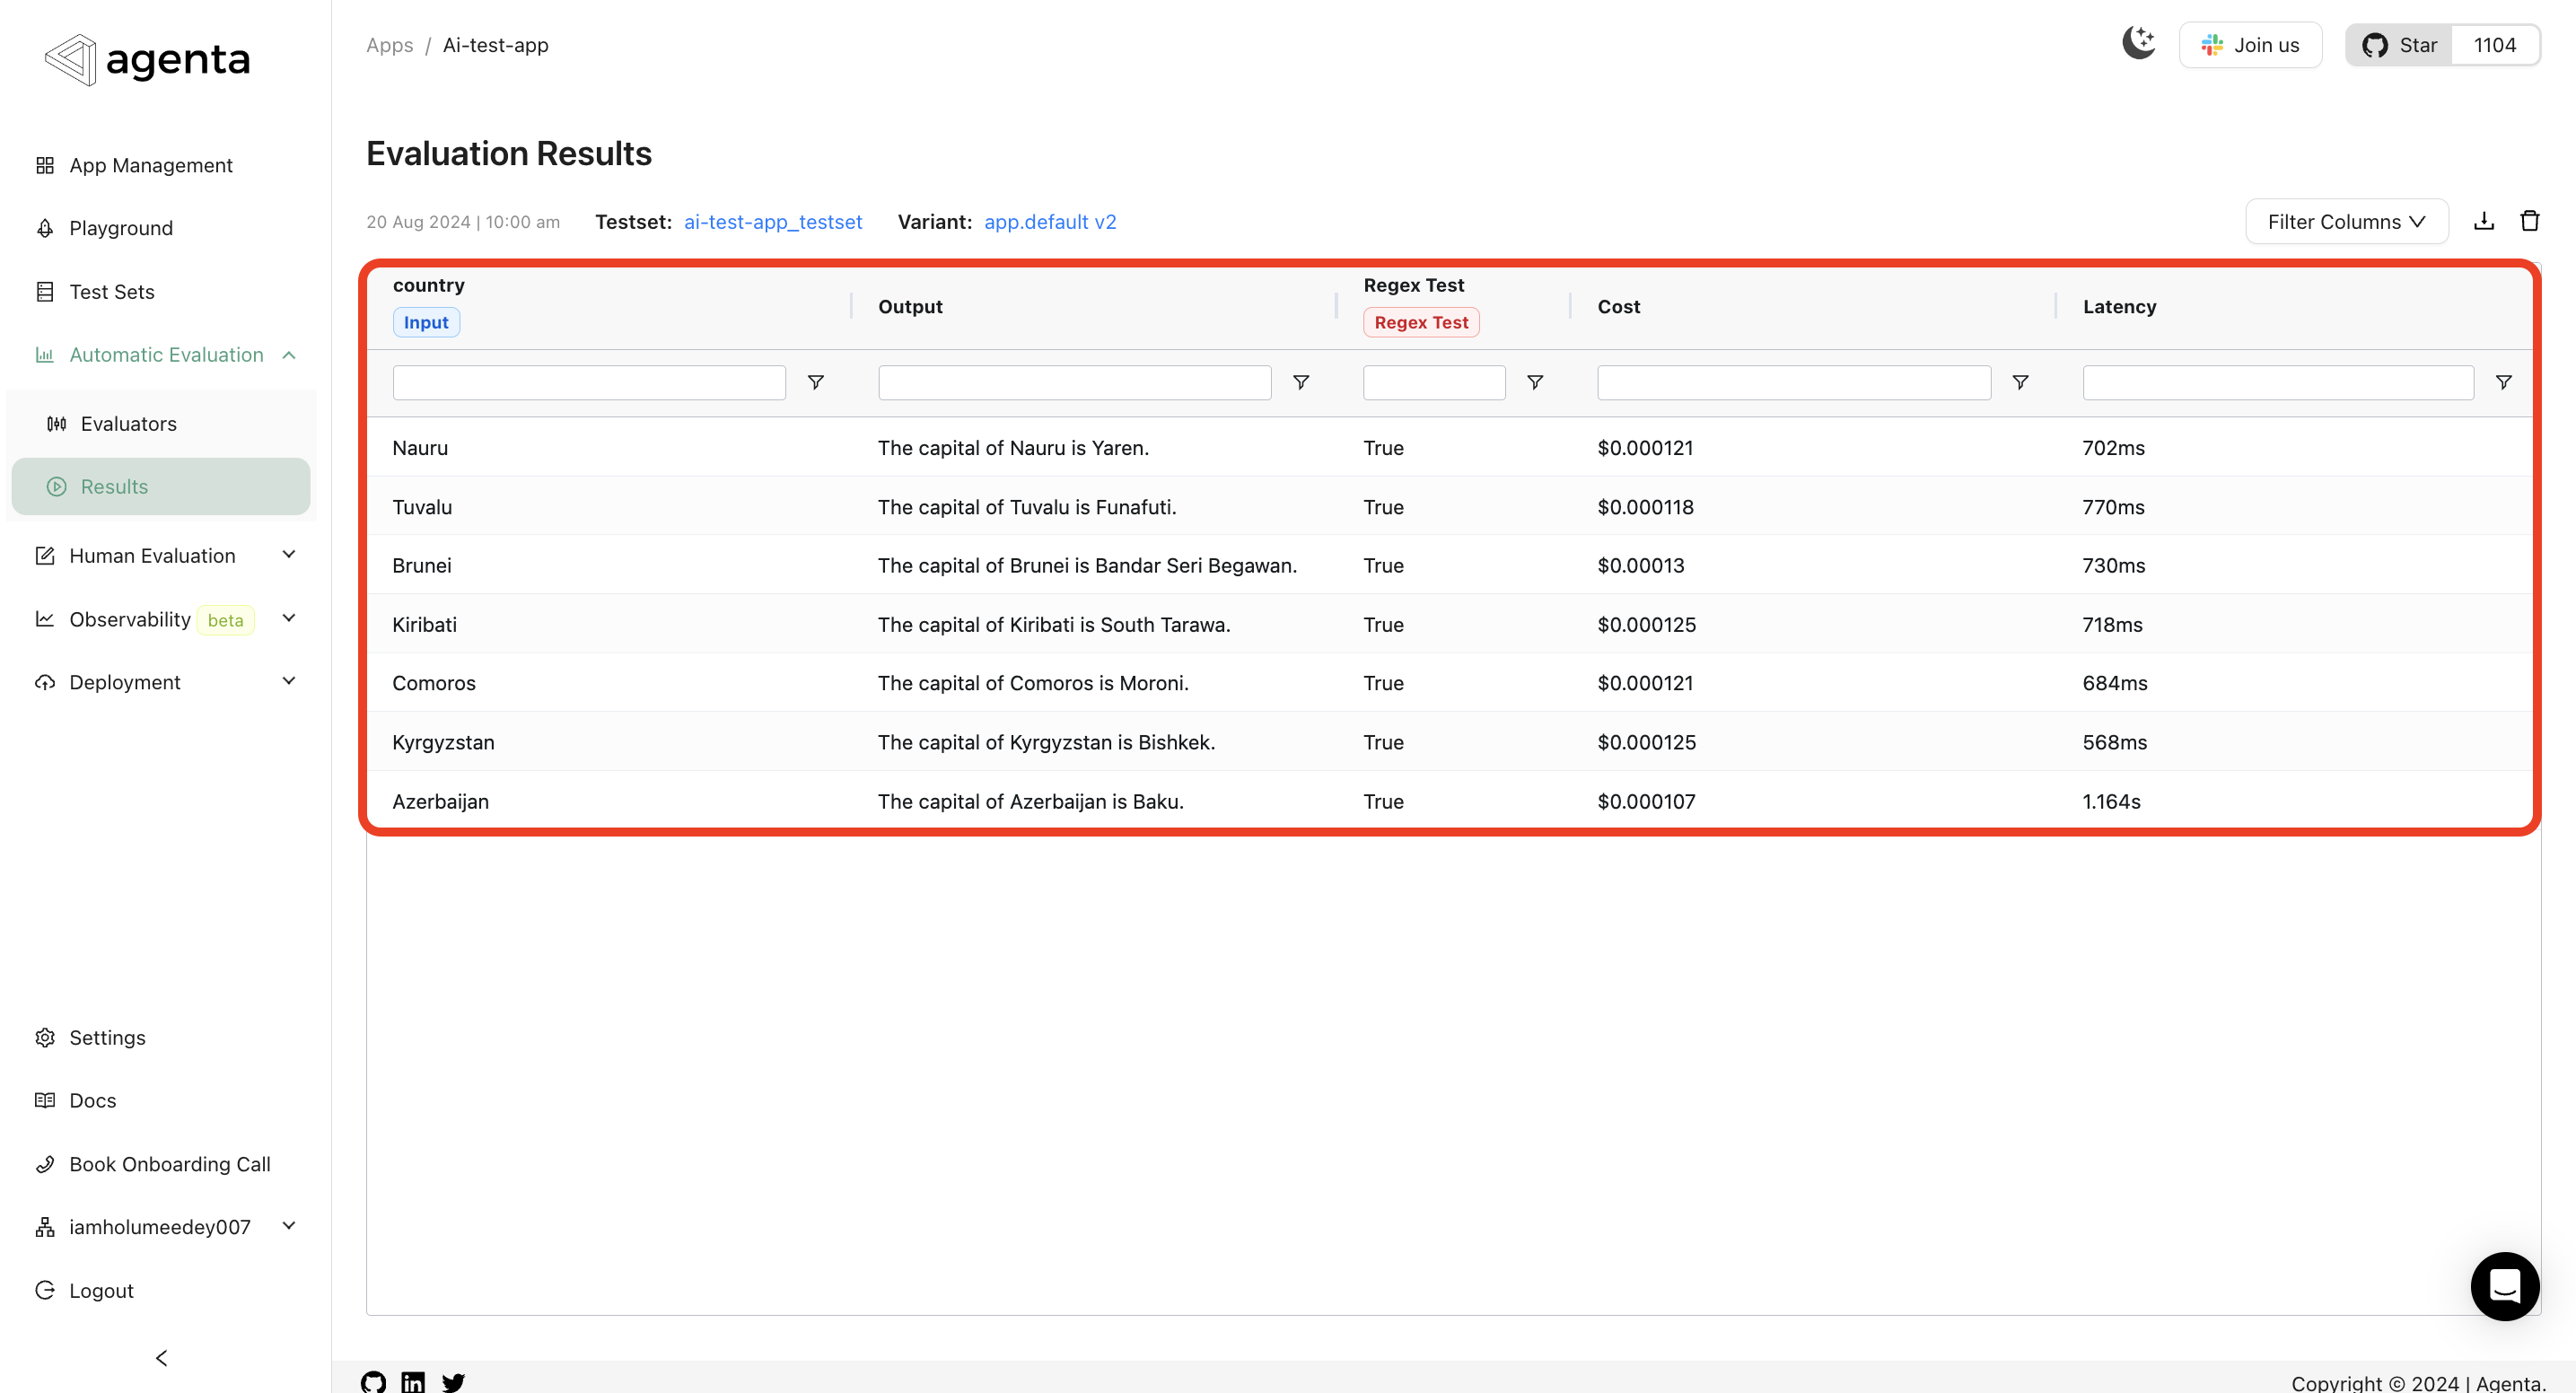 agenta
Apps / Ai-test-app
Join us
Star 1104
App Management
Playground
Test Sets
Automatic Evaluation
Evaluators
Results
Human Evaluation
Observability beta
Deployment
Settings
Docs
Book Onboarding Call
iamholumeedey007
Logout
Evaluation Results
20 Aug 2024 | 10:00 am Testset: ai-test-app_testset Variant: app.default v2
Filter Columns
country Input Output Regex Test Regex Test Cost Latency
Nauru The capital of Nauru is Yaren. True $0.000121 702ms
Tuvalu The capital of Tuvalu is Funafuti. True $0.000118 770ms
Brunei The capital of Brunei is Bandar Seri Begawan. True $0.00013 730ms
Kiribati The capital of Kiribati is South Tarawa. True $0.000125 718ms
Comoros The capital of Comoros is Moroni. True $0.000121 684ms
Kyrgyzstan The capital of Kyrgyzstan is Bishkek. True $0.000125 568ms
Azerbaijan The capital of Azerbaijan is Baku. True $0.000107 1.164s
Copyright © 2024 | Agenta.